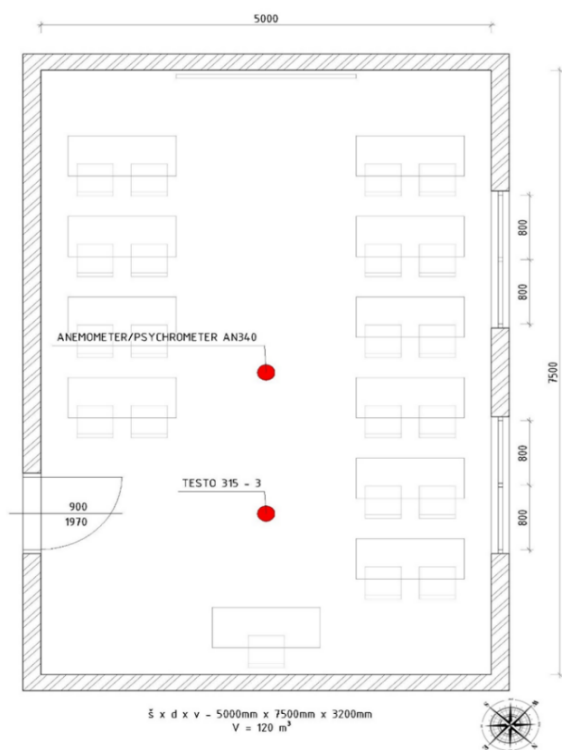 5000
800
800
ANEMOMETER/PSYCHROMETER AN340
7500
800
TESTO 315 - 3
900
1970
800
š x d x v - 5000mm x 7500mm x 3200mm
V = 120 m³